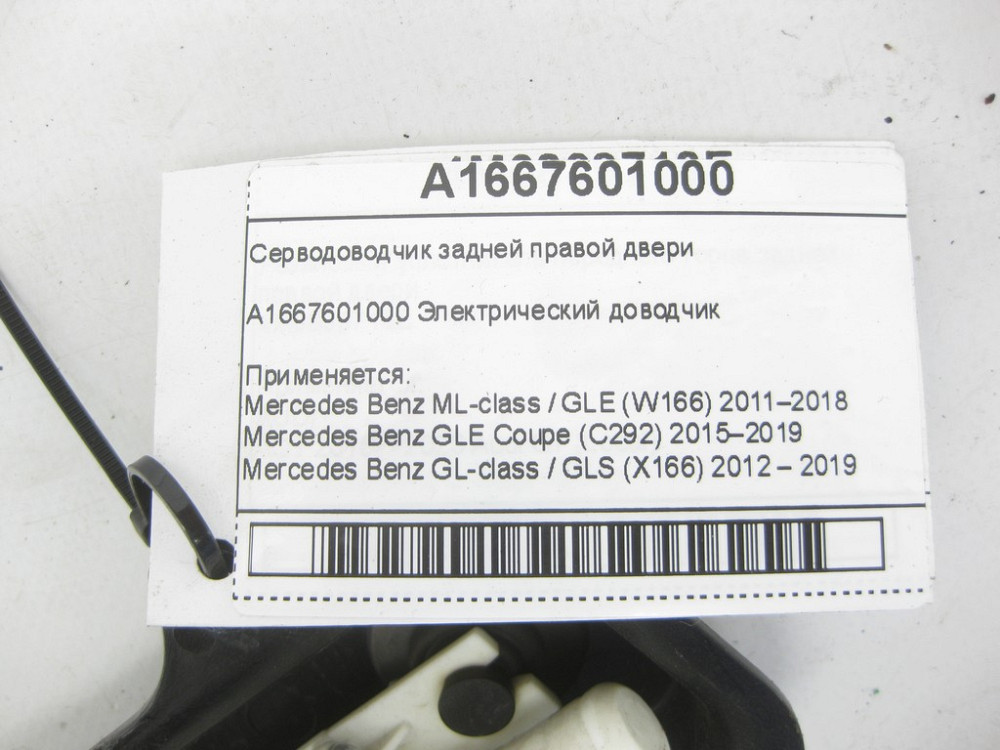 A1667601000
Серводоводчик задней правой двери
A1667601000 Электрический доводчик
Применяется:
Mercedes Benz ML-class / GLE (W166) 2011–2018
Mercedes Benz GLE Coupe (C292) 2015–2019
Mercedes Benz GL-class / GLS (X166) 2012 – 2019